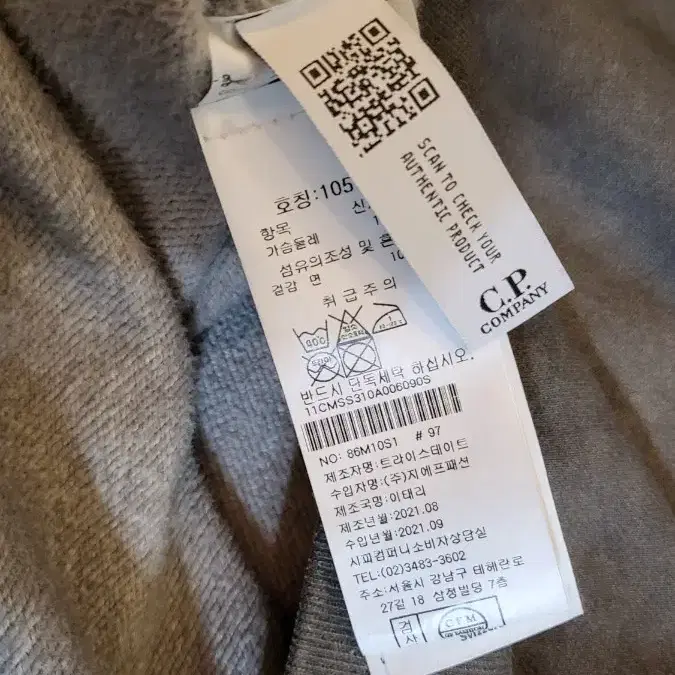 SCAN TO CHECK YOUR
AUTHENTIC PRODUCT
C.P.
COMPANY
호칭:105
항목
가슴둘레
섬유의조성 및
겉감 면
취급주의
반드시 단독세탁 하십시오.
11CMSS310A006090S
NO: 86M10S1 # 97
제조자명:트라이스테이트
수입자명:(주)지에프패션
제조국명:이태리
제조년월:2021.08
수입년월:2021.09
시피컴퍼니소비자상담실
TEL:(02)3483-3602
주소:서울시 강남구 테헤란로
27길 18 삼정빌딩 7층
검
사